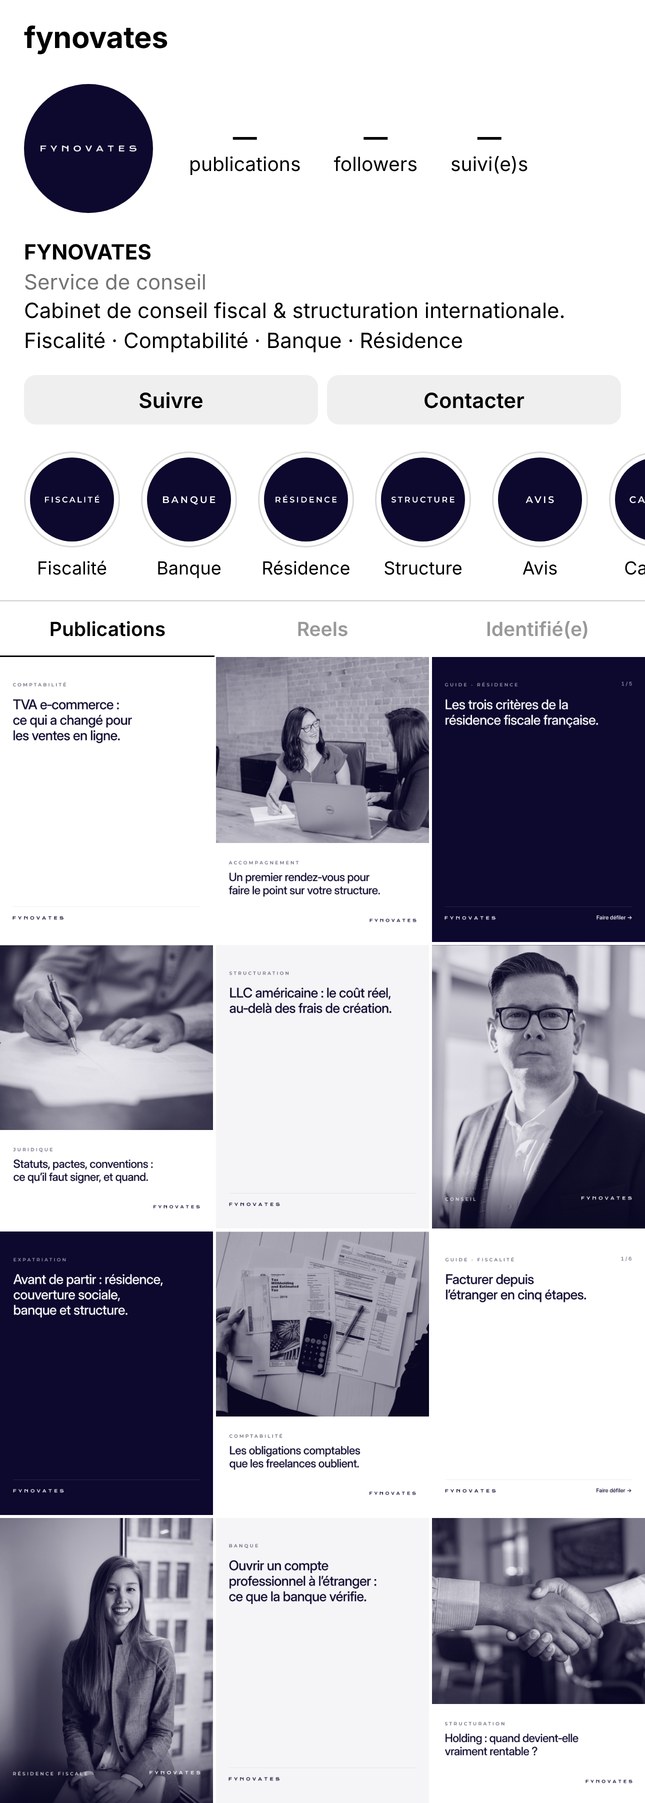 fynovates
FYNOVATES
publications
followers
suivi(e)s
FYNOVATES
Service de conseil
Cabinet de conseil fiscal & structuration internationale.
Fiscalité · Comptabilité · Banque · Résidence
Suivre
Contacter
FISCALITÉ
BANQUE
RÉSIDENCE
STRUCTURE
AVIS
CA
Fiscalité
Banque
Résidence
Structure
Avis
Ca
Publications
Reels
Identifié(e)
COMPTABILITÉ
TVA e-commerce :
ce qui a changé pour
les ventes en ligne.
FYNOVATES
ACCOMPAGNEMENT
Un premier rendez-vous pour
faire le point sur votre structure.
FYNOVATES
GUIDE · RÉSIDENCE
1/5
Les trois critères de la
résidence fiscale française.
FYNOVATES
Faire défiler →
JURIDIQUE
Statuts, pactes, conventions :
ce qu’il faut signer, et quand.
FYNOVATES
STRUCTURATION
LLC américaine : le coût réel,
au-delà des frais de création.
FYNOVATES
CONSEIL
FYNOVATES
EXPATRIATION
Avant de partir : résidence,
couverture sociale,
banque et structure.
FYNOVATES
COMPTABILITÉ
Les obligations comptables
que les freelances oublient.
FYNOVATES
GUIDE · FISCALITÉ
1/6
Facturer depuis
l’étranger en cinq étapes.
FYNOVATES
Faire défiler →
RÉSIDENCE FISCALE
FYNOVATES
BANQUE
Ouvrir un compte
professionnel à l’étranger :
ce que la banque vérifie.
FYNOVATES
STRUCTURATION
Holding : quand devient-elle
vraiment rentable ?
FYNOVATES